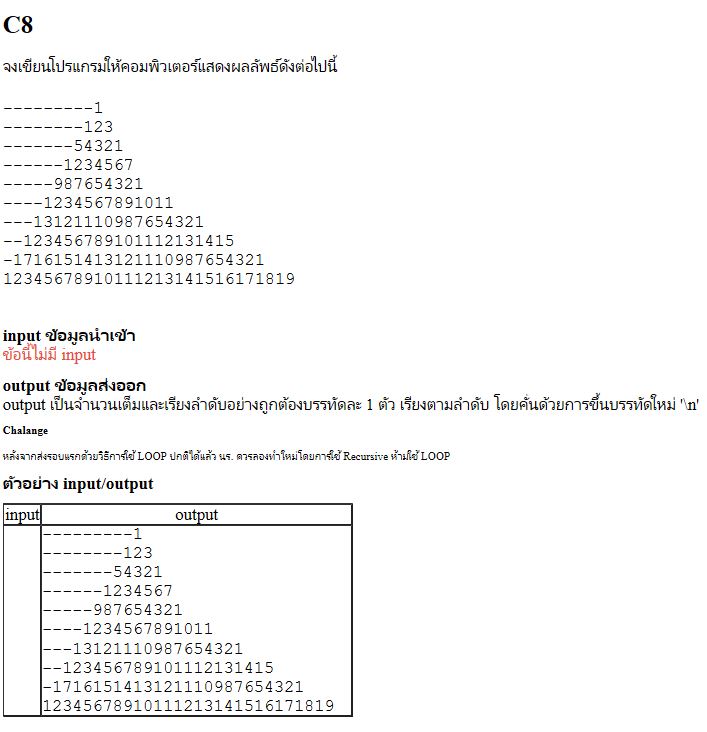 C8
จงเขียนโปรแกรมให้คอมพิวเตอร์แสดงผลลัพธ์ดังต่อไปนี้
---------1
--------123
-------54321
------1234567
-----987654321
----1234567891011
---13121110987654321
--123456789101112131415
-1716151413121110987654321
12345678910111213141516171819
input ข้อมูลนำเข้า
ข้อนี้ไม่มี input
output ข้อมูลส่งออก
output เป็นจำนวนเต็มและเรียงลำดับอย่างถูกต้องบรรทัดละ 1 ตัว เรียงตามลำดับ โดยคั่นด้วยการขึ้นบรรทัดใหม่ '\n'
Chalange
หลังจากส่งรอบแรกด้วยวิธีการใช้ LOOP ปกติได้แล้ว นร. ควรลองทำใหม่โดยการใช้ Recursive ห้ามใช้ LOOP
ตัวอย่าง input/output
input output
---------1
--------123
-------54321
------1234567
-----987654321
----1234567891011
---13121110987654321
--123456789101112131415
-1716151413121110987654321
12345678910111213141516171819